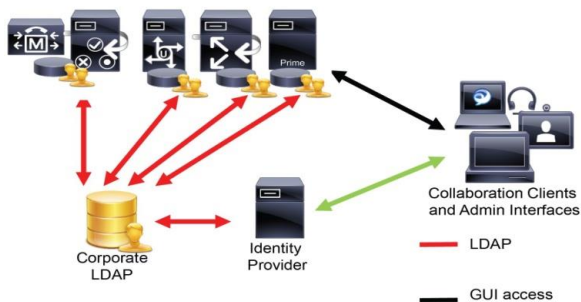 M
Prime
Corporate
LDAP
Identity
Provider
Collaboration Clients
and Admin Interfaces
LDAP
GUI access